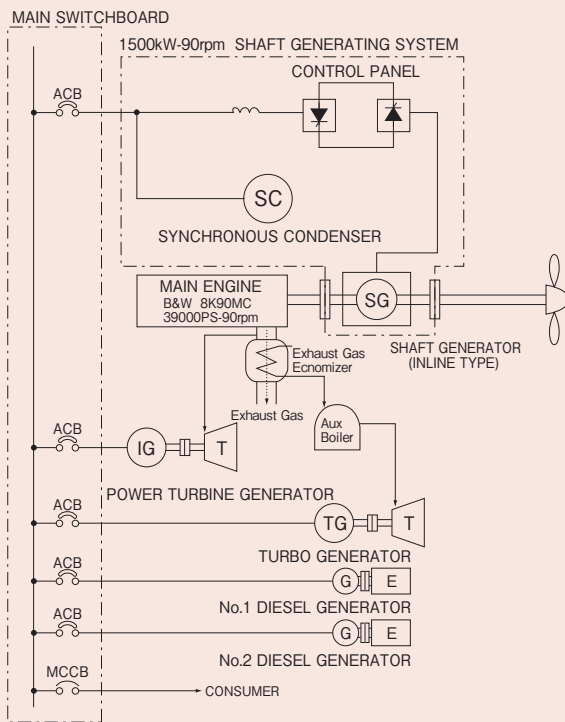 MAIN SWITCHBOARD
1500kW-90rpm SHAFT GENERATING SYSTEM
CONTROL PANEL
ACB
SC
SYNCHRONOUS CONDENSER
MAIN ENGINE
B&W 8K90MC
39000PS-90rpm
SG
SHAFT GENERATOR
(INLINE TYPE)
Exhaust Gas
Ecnomizer
Exhaust Gas
Aux
Boiler
ACB
IG
T
POWER TURBINE GENERATOR
ACB
TG
T
TURBO GENERATOR
ACB
G
E
No.1 DIESEL GENERATOR
ACB
G
E
No.2 DIESEL GENERATOR
MCCB
CONSUMER